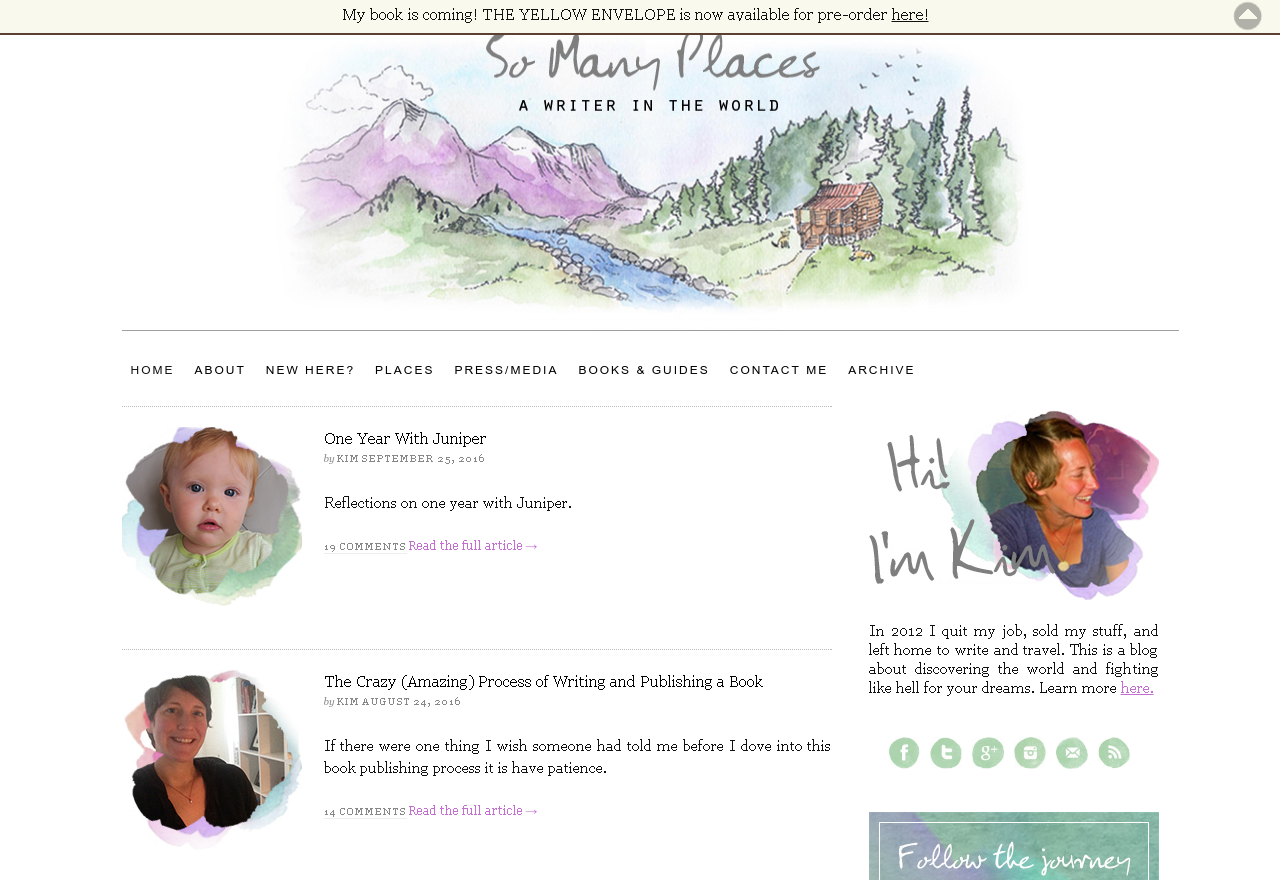 My book is coming! THE YELLOW ENVELOPE is now available for pre-order here!
So Many Places
A WRITER IN THE WORLD
HOME ABOUT NEW HERE? PLACES PRESS/MEDIA BOOKS & GUIDES CONTACT ME ARCHIVE
One Year With Juniper
by KIM SEPTEMBER 25, 2016
Reflections on one year with Juniper.
19 COMMENTS Read the full article →
The Crazy (Amazing) Process of Writing and Publishing a Book
by KIM AUGUST 24, 2016
If there were one thing I wish someone had told me before I dove into this
book publishing process it is have patience.
14 COMMENTS Read the full article →
Hi!
I'm Kim.
In 2012 I quit my job, sold my stuff, and
left home to write and travel. This is a blog
about discovering the world and fighting
like hell for your dreams. Learn more here.
Follow the journey